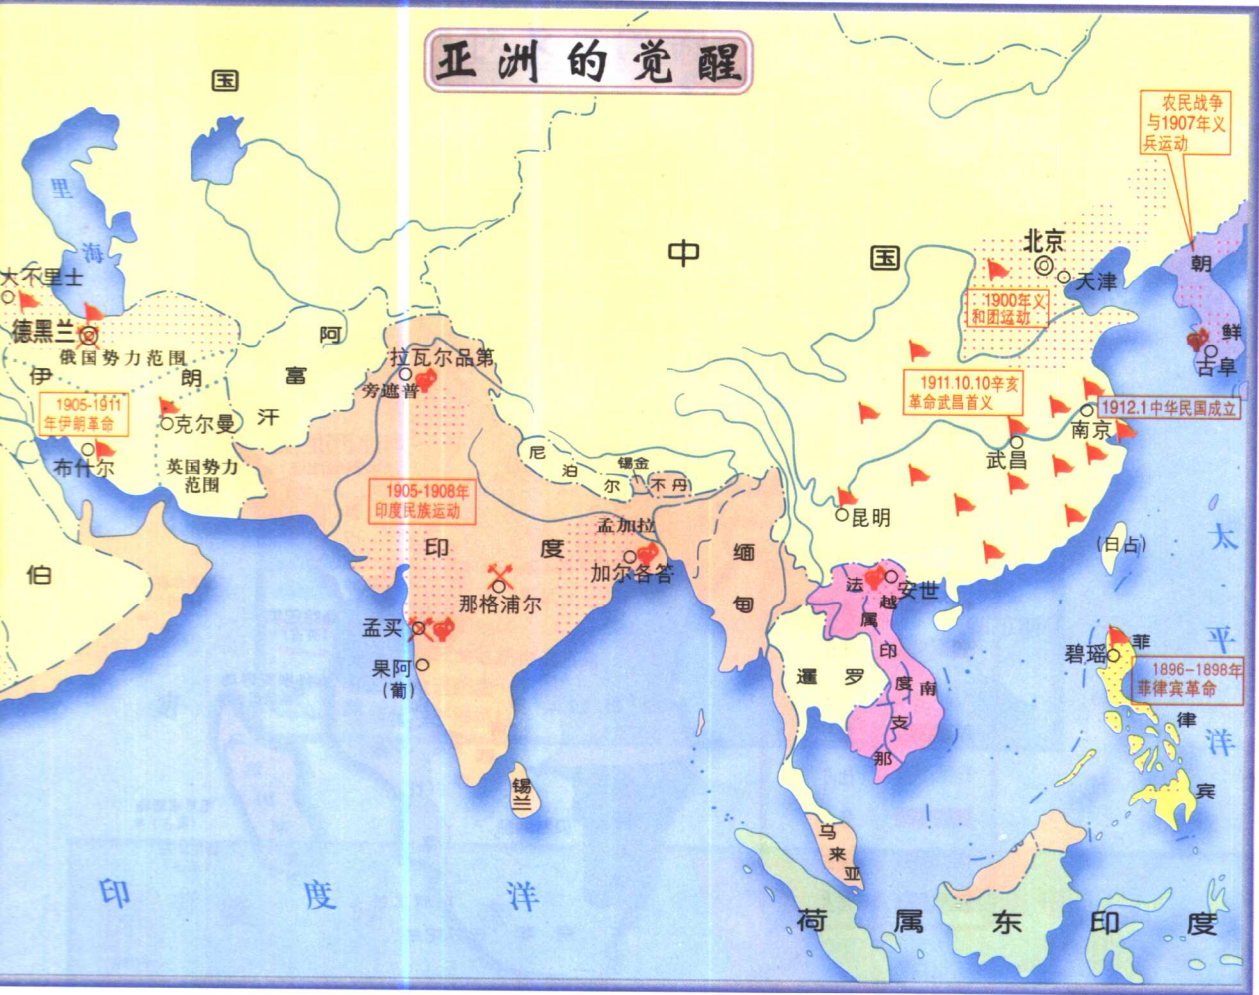 亚洲的觉醒
国
农民战争
与1907年义
兵运动
里海
中国
北京
天津
朝鲜
古阜
大不里士
德黑兰
俄国势力范围
伊朗
1905-1911
年伊朗革命
克尔曼
布什尔
英国势力
范围
阿富汗
拉瓦尔品第
旁遮普
1900年义
和团运动
1911.10.10辛亥
革命武昌首义
1912.1中华民国成立
南京
武昌
昆明
尼泊尔
锡金
不丹
1905-1908年
印度民族运动
孟加拉
印度
加尔各答
那格浦尔
孟买
果阿
(葡)
缅甸
伯
(日占)
太平洋
法属印度支那
越南
安世
暹罗
碧瑶
菲律宾
1896-1898年
菲律宾革命
锡兰
马来亚
印度洋
荷属东印度